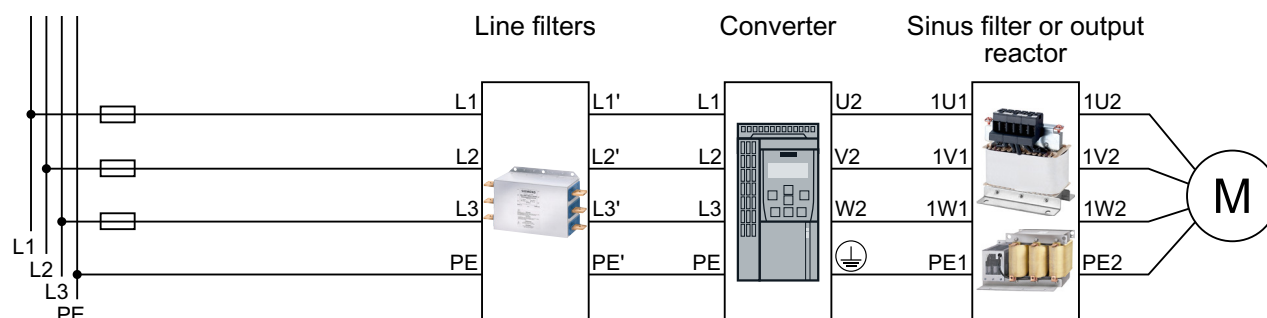 Line filters
Converter
Sinus filter or output
reactor
L1 L1' L1 U2 1U1 1U2
L2 L2' L2 V2 1V1 1V2
M
L3 L3' L3 W2 1W1 1W2
PE PE' PE PE1 PE2
L1
L2
L3
PE